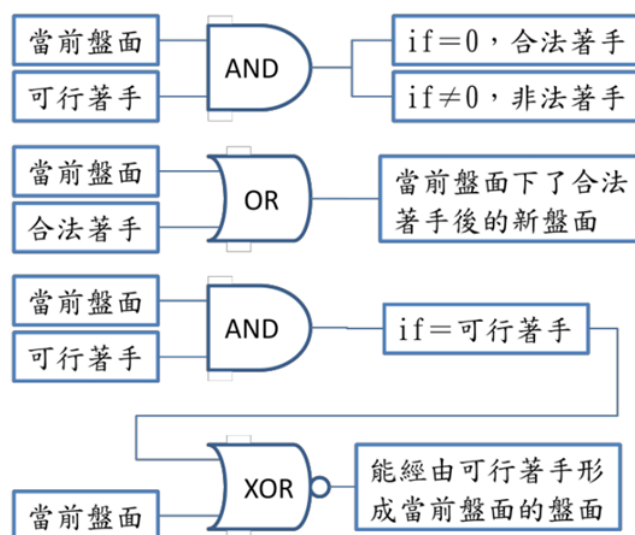 當前盤面
可行著手
AND
if=0，合法著手
if≠0，非法著手
當前盤面
合法著手
OR
當前盤面下了合法
著手後的新盤面
當前盤面
可行著手
AND
if=可行著手
XOR
當前盤面
能經由可行著手形
成當前盤面的盤面